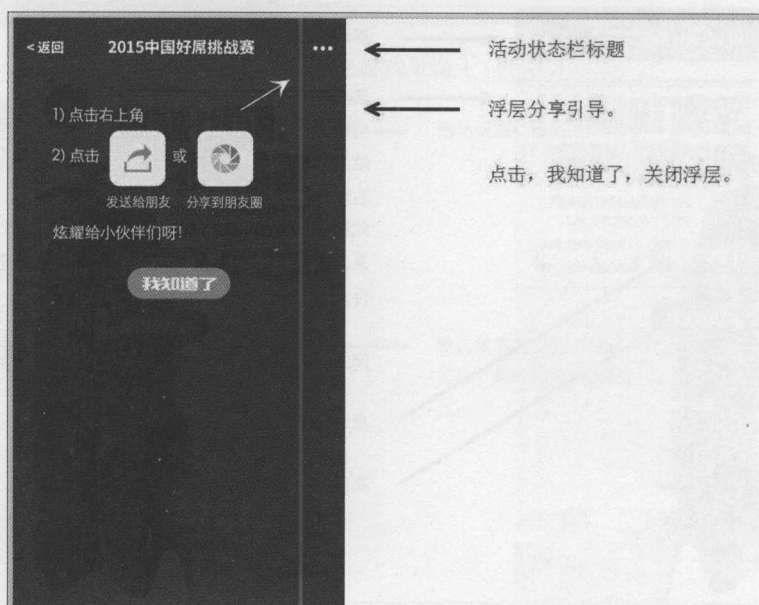 <返回 2015中国好屌挑战赛 ••• 活动状态栏标题
1) 点击右上角 浮层分享引导。
2) 点击 或
点击，我知道了，关闭浮层。
发送给朋友 分享到朋友圈
炫耀给小伙伴们呀!
我知道了